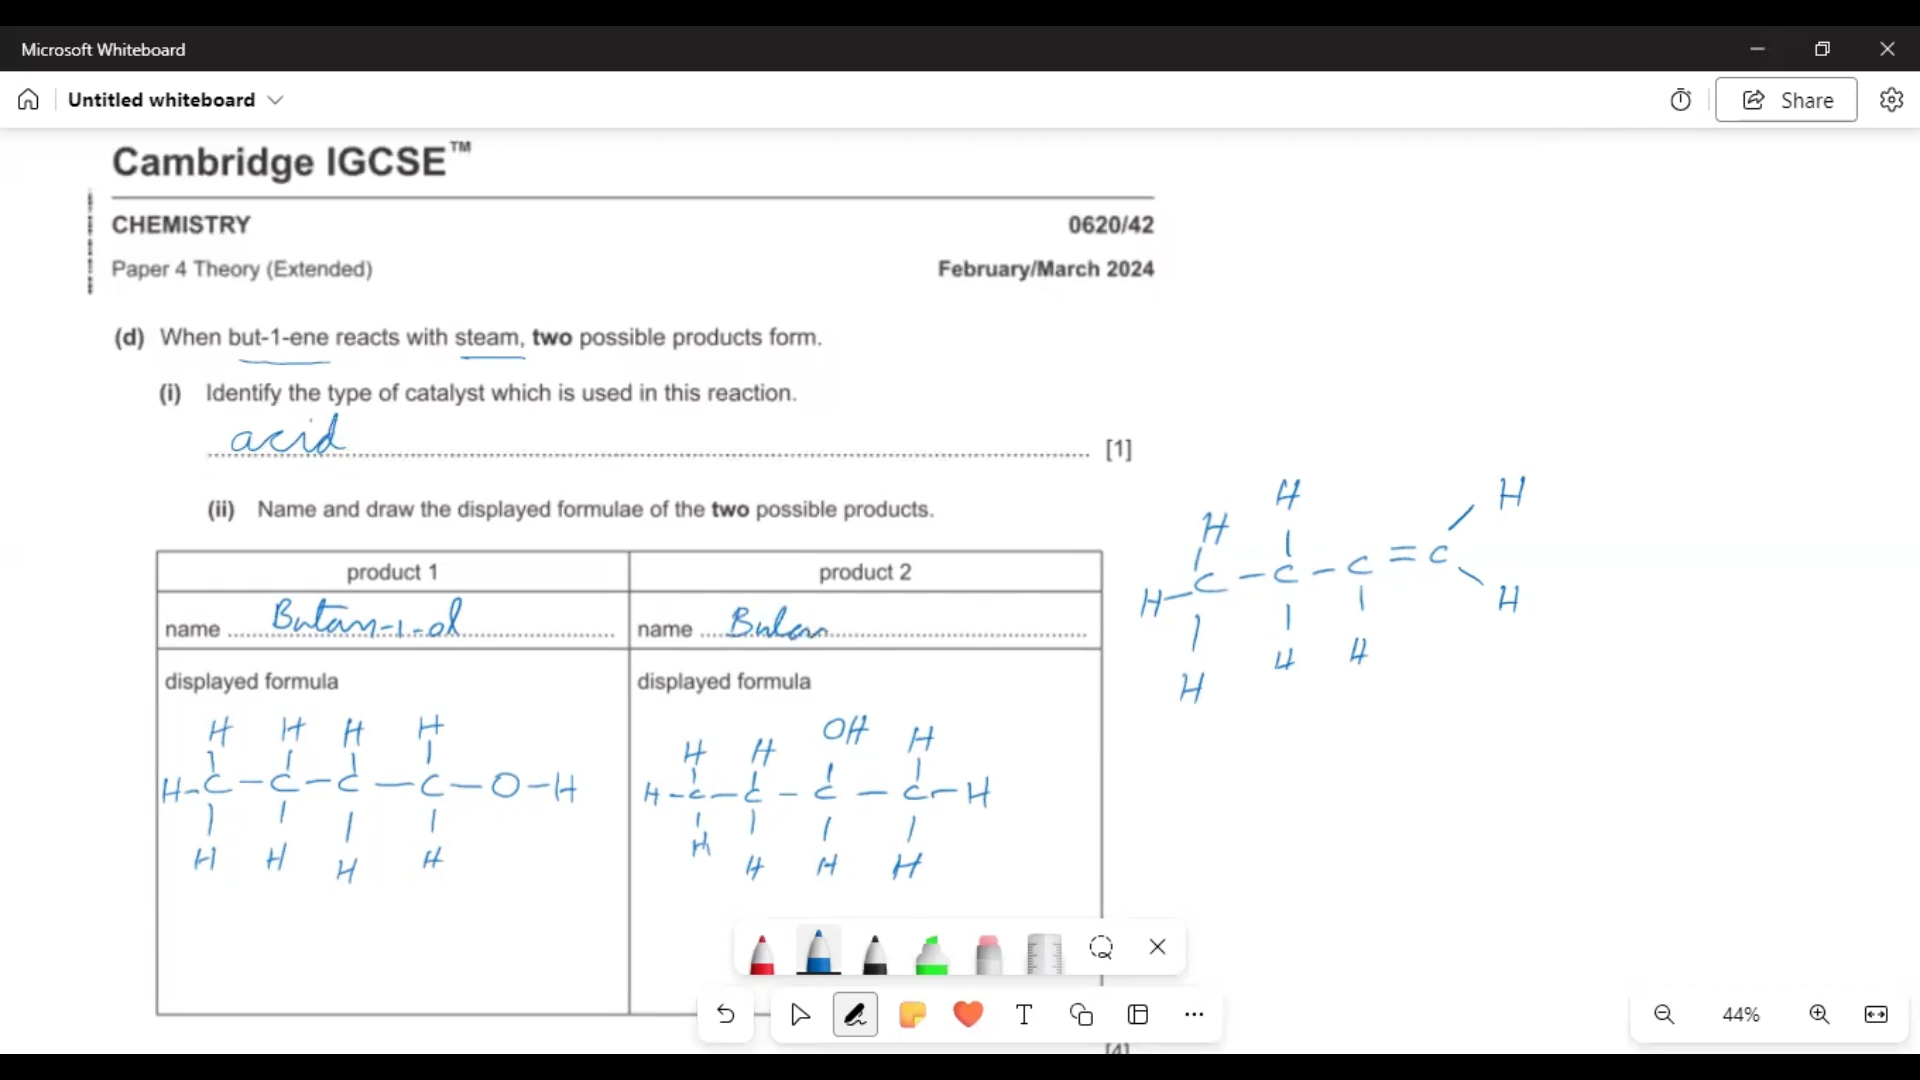 Microsoft Whiteboard
Untitled whiteboard
Share
Cambridge IGCSE™
CHEMISTRY 0620/42
Paper 4 Theory (Extended) February/March 2024
(d) When but-1-ene reacts with steam, two possible products form.
(i) Identify the type of catalyst which is used in this reaction.
acid [1]
(ii) Name and draw the displayed formulae of the two possible products.
product 1 product 2
name Butan-1-ol name Butan
displayed formula displayed formula
H H H H
H-C-C-C-C-O-H
H H H H
H H OH H
H-C-C-C-C-H
H H H H
H H H
H-C-C-C=C
H H H H
[4]
T
44%